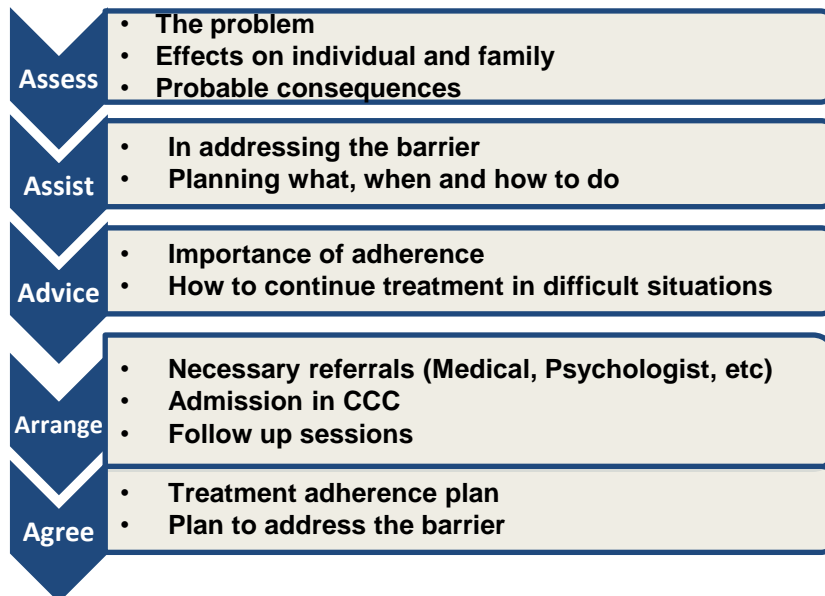 Assess
• The problem
• Effects on individual and family
• Probable consequences
Assist
• In addressing the barrier
• Planning what, when and how to do
Advice
• Importance of adherence
• How to continue treatment in difficult situations
Arrange
• Necessary referrals (Medical, Psychologist, etc)
• Admission in CCC
• Follow up sessions
Agree
• Treatment adherence plan
• Plan to address the barrier